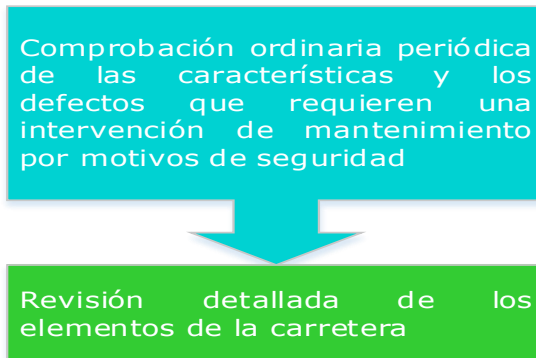 Comprobación ordinaria periódica
de las características y los
defectos que requieren una
intervención de mantenimiento
por motivos de seguridad
Revisión detallada de los
elementos de la carretera